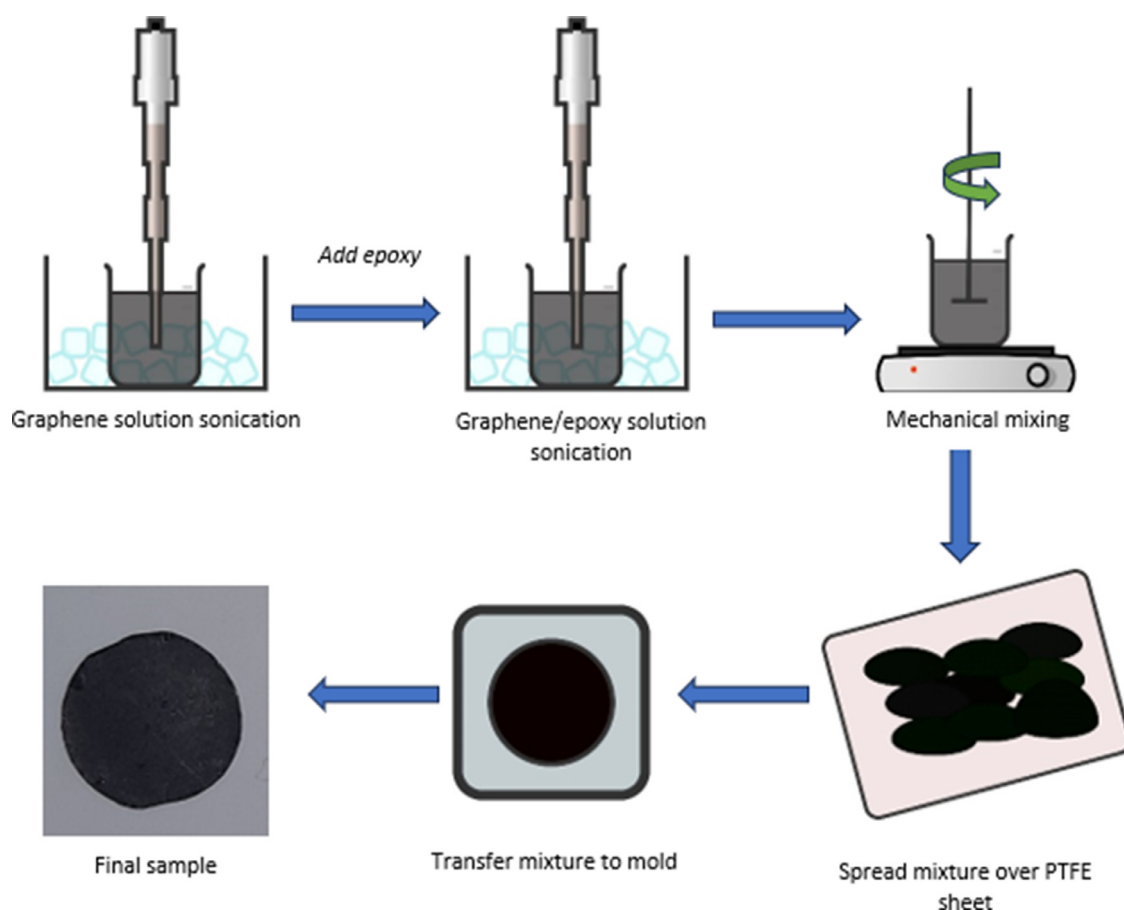 Add epoxy
Graphene solution sonication
Graphene/epoxy solution
sonication
Mechanical mixing
Final sample
Transfer mixture to mold
Spread mixture over PTFE
sheet